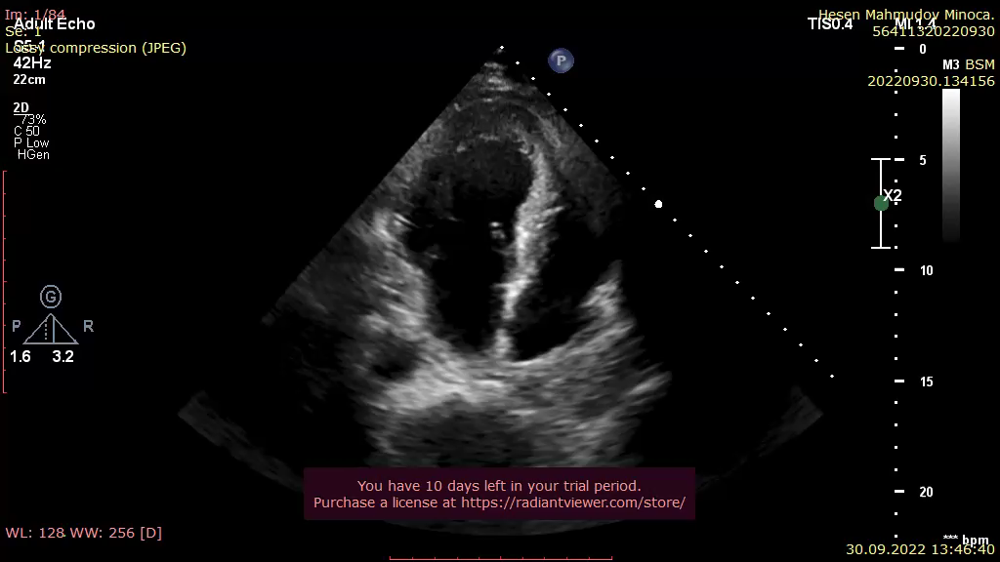 Im: 1/84
Adult Echo
Se: 1
S5-1
Lossy compression (JPEG)
42Hz
22cm
2D
73%
C 50
P Low
HGen
TIS0.4 MI 1.4
Hesen Mahmudov Minoca.
56411320220930
M3 BSM
20220930.134156
P
0
5
X2
10
15
20
G
P R
1.6 3.2
You have 10 days left in your trial period.
Purchase a license at https://radiantviewer.com/store/
WL: 128 WW: 256 [D]
*** bpm
30.09.2022 13:46:40